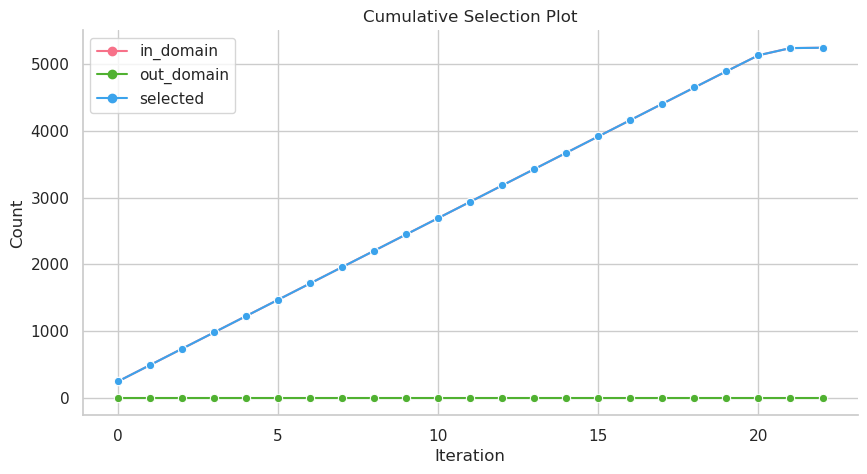 Cumulative Selection Plot
in_domain
out_domain
selected
5000
4000
3000
2000
1000
0
Count
0 5 10 15 20
Iteration